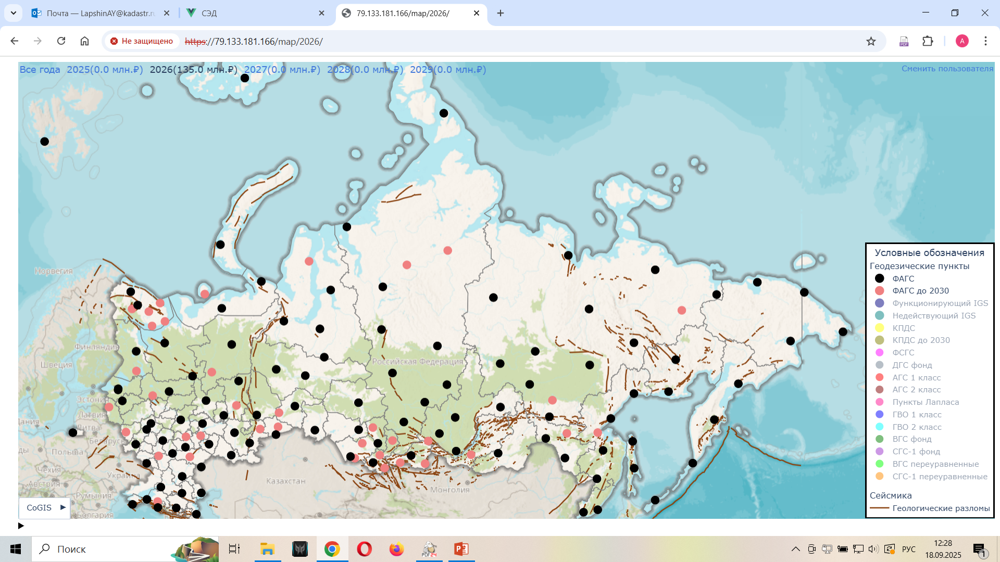 Почта — LapshinAY@kadastr.ru
СЭД
79.133.181.166/map/2026/
Не защищено
https://79.133.181.166/map/2026/
A
Все года 2025(0.0 млн.₽) 2026(135.0 млн.₽) 2027(0.0 млн.₽) 2028(0.0 млн.₽) 2029(0.0 млн.₽)
Сменить пользователя
Норвегия
Финляндия
Швеция
Российская Федерация
Эстония
Латвия
Литва
Дания
Беларусь
Польша
Чехия
Украина
Австрия
Румыния
Болгария
Казахстан
Монголия
Условные обозначения
Геодезические пункты
ФАГС
ФАГС до 2030
Функционирующий IGS
Недействующий IGS
КПДС
КПДС до 2030
ФСГС
ДГС фонд
АГС 1 класс
АГС 2 класс
Пункты Лапласа
ГВО 1 класс
ГВО 2 класс
ВГС фонд
СГС-1 фонд
ВГС переуравненные
СГС-1 переуравненные
Сейсмика
Геологические разломы
CoGIS
Поиск
PDF24
РУС
12:28
18.09.2025
1